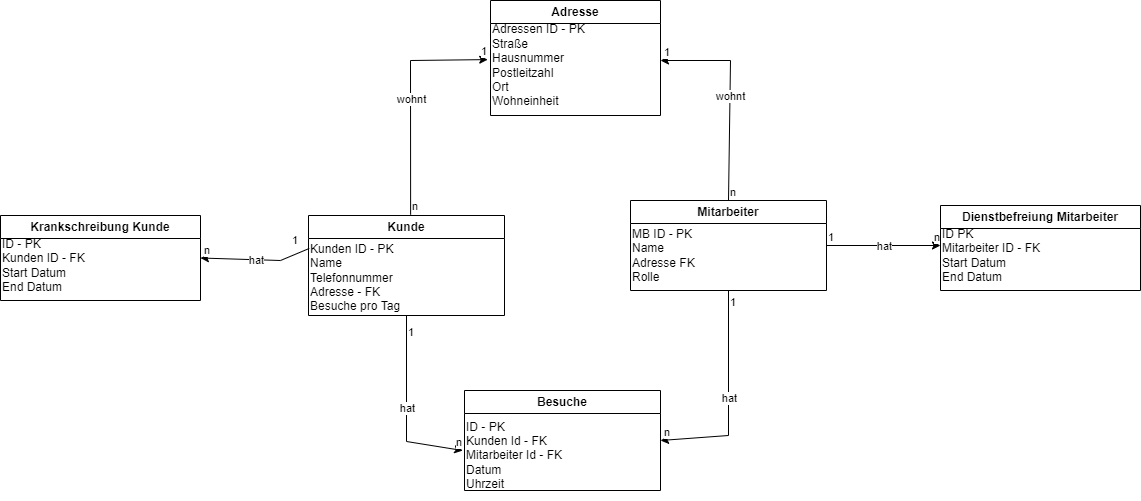 Adresse
Adressen ID - PK
Straße
Hausnummer
Postleitzahl
Ort
Wohneinheit
1
1
wohnt
wohnt
n
n
Krankschreibung Kunde
ID - PK
Kunden ID - FK
Start Datum
End Datum
n
hat
1
Kunde
Kunden ID - PK
Name
Telefonnummer
Adresse - FK
Besuche pro Tag
Mitarbeiter
MB ID - PK
Name
Adresse FK
Rolle
1
hat
n
Dienstbefreiung Mitarbeiter
ID PK
Mitarbeiter ID - FK
Start Datum
End Datum
1
1
hat
hat
n
n
Besuche
ID - PK
Kunden Id - FK
Mitarbeiter Id - FK
Datum
Uhrzeit